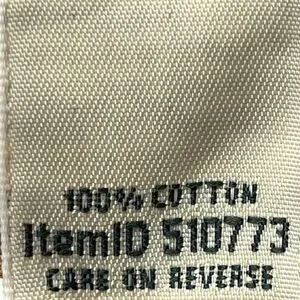 100% COTTON
ItemID 510773
CARE ON REVERSE